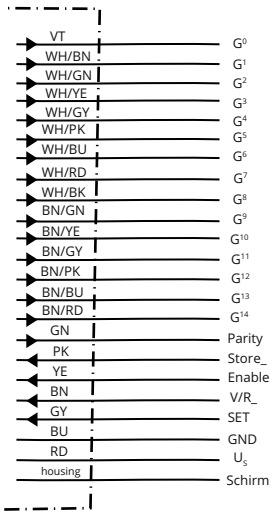 VT G⁰
WH/BN G¹
WH/GN G²
WH/YE G³
WH/GY G⁴
WH/PK G⁵
WH/BU G⁶
WH/RD G⁷
WH/BK G⁸
BN/GN G⁹
BN/YE G¹⁰
BN/GY G¹¹
BN/PK G¹²
BN/BU G¹³
BN/RD G¹⁴
GN Parity
PK Store_
YE Enable
BN V/R_
GY SET
BU GND
RD Uₛ
housing Schirm